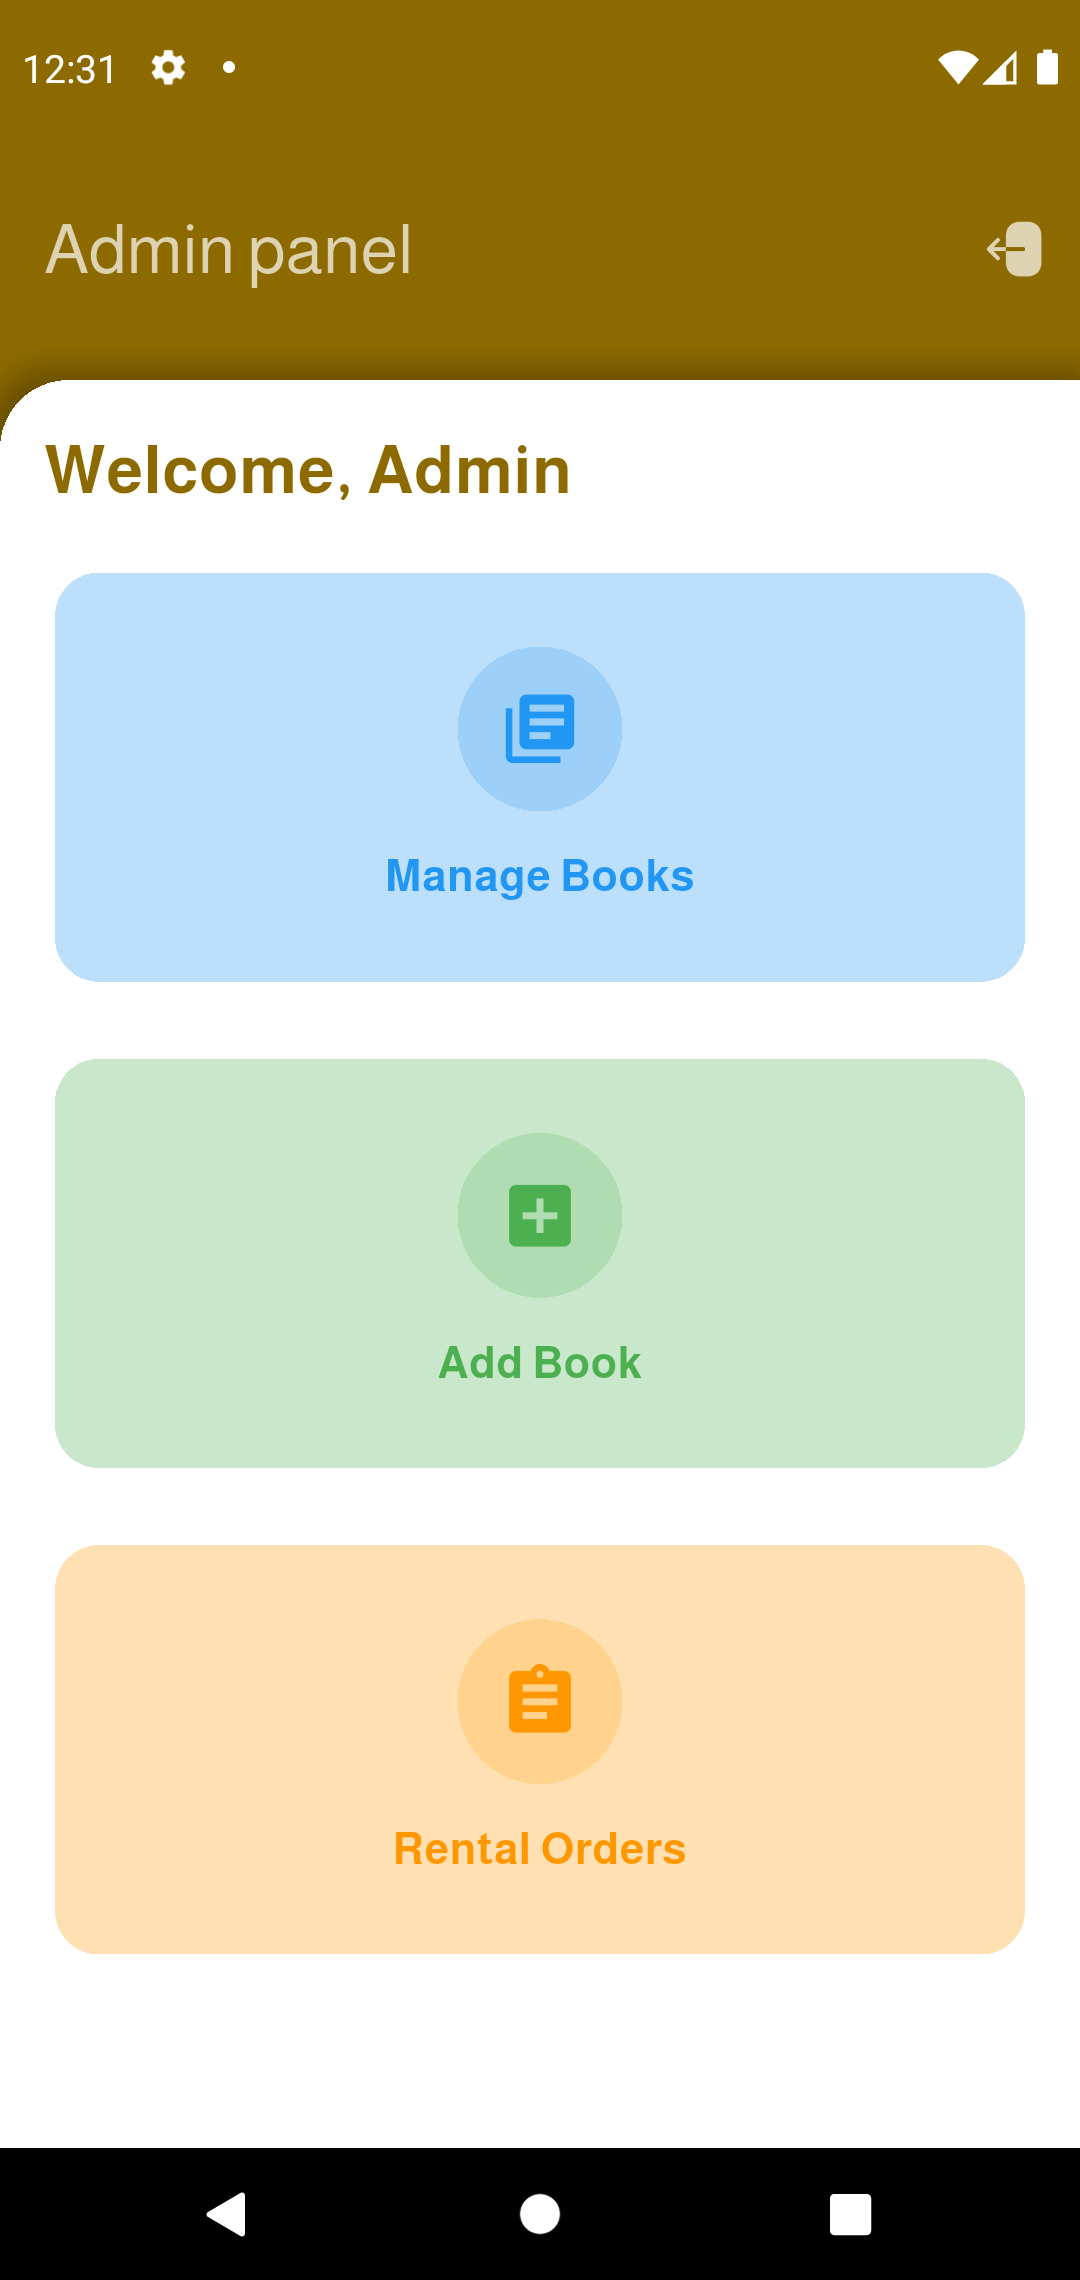 12:31
Admin panel
Welcome, Admin
Manage Books
Add Book
Rental Orders